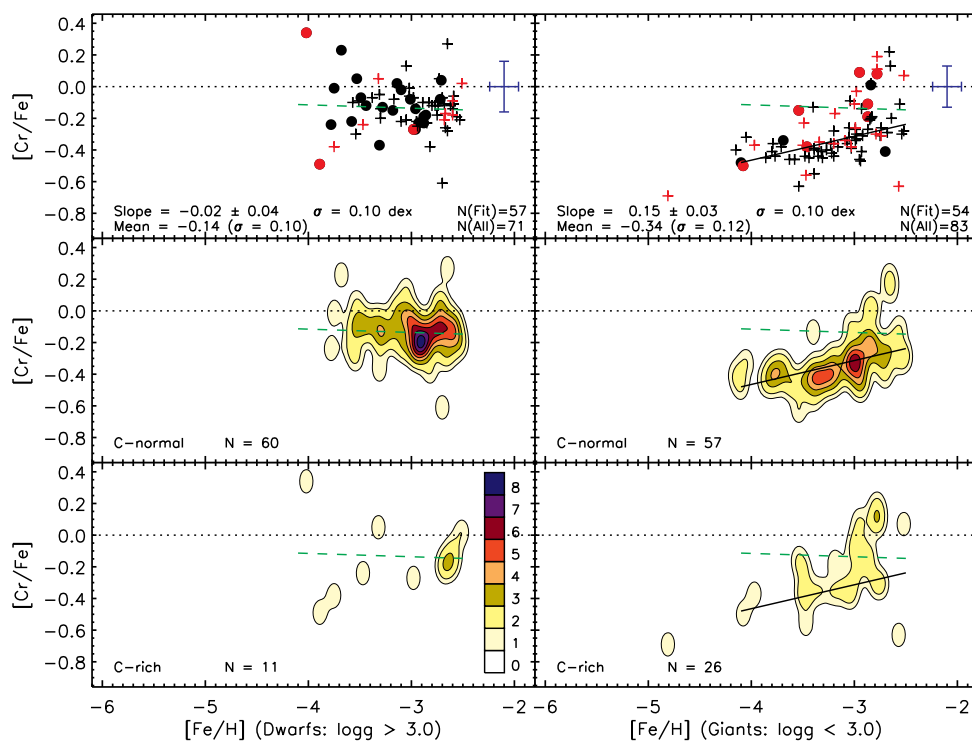 0.4
0.2
0.0
−0.2
−0.4
−0.6
−0.8
[Cr/Fe]
Slope = −0.02 ± 0.04 σ = 0.10 dex N(Fit)=57
Mean = −0.14 (σ = 0.10) N(All)=71
Slope = 0.15 ± 0.03 σ = 0.10 dex N(Fit)=54
Mean = −0.34 (σ = 0.12) N(All)=83
0.4
0.2
0.0
−0.2
−0.4
−0.6
−0.8
[Cr/Fe]
C−normal N = 60
C−normal N = 57
0.4
0.2
0.0
−0.2
−0.4
−0.6
−0.8
[Cr/Fe]
C−rich N = 11
8
7
6
5
4
3
2
1
0
C−rich N = 26
−6 −5 −4 −3 −2
−6 −5 −4 −3 −2
[Fe/H] (Dwarfs: logg > 3.0)
[Fe/H] (Giants: logg < 3.0)